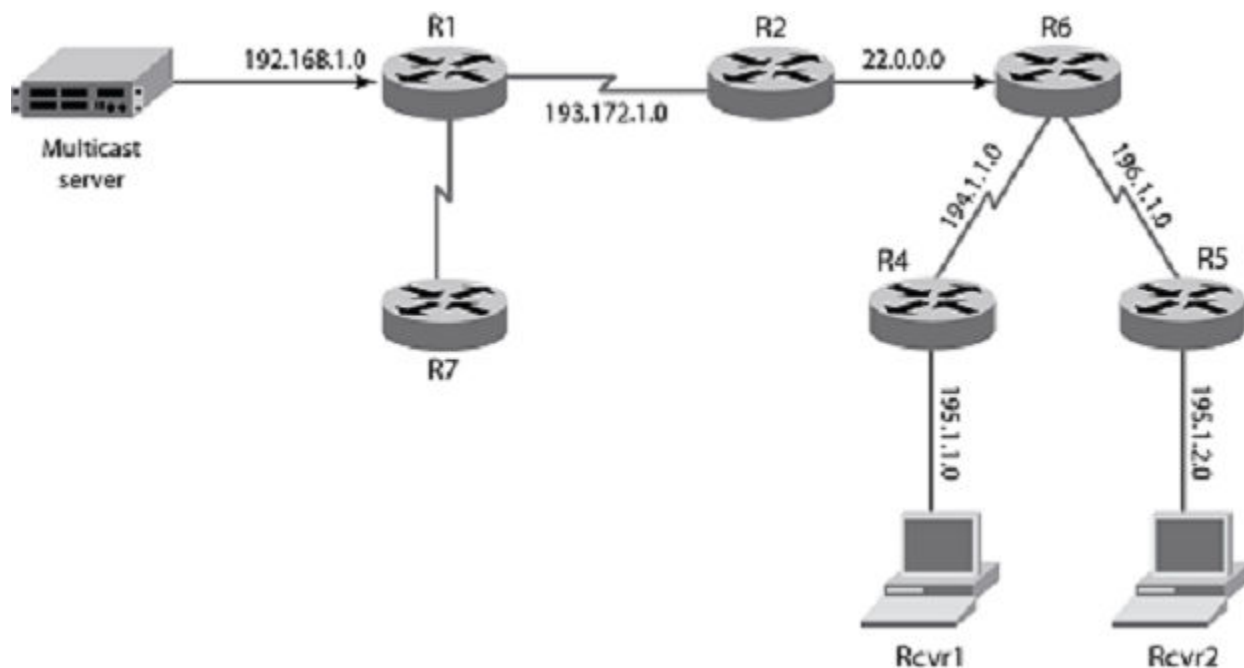 R1
R2
R6
192.168.1.0
22.0.0.0
193.172.1.0
Multicast
server
194.1.1.0
196.1.1.0
R4
R5
R7
195.1.1.0
195.1.2.0
Rcvr1
Rcvr2